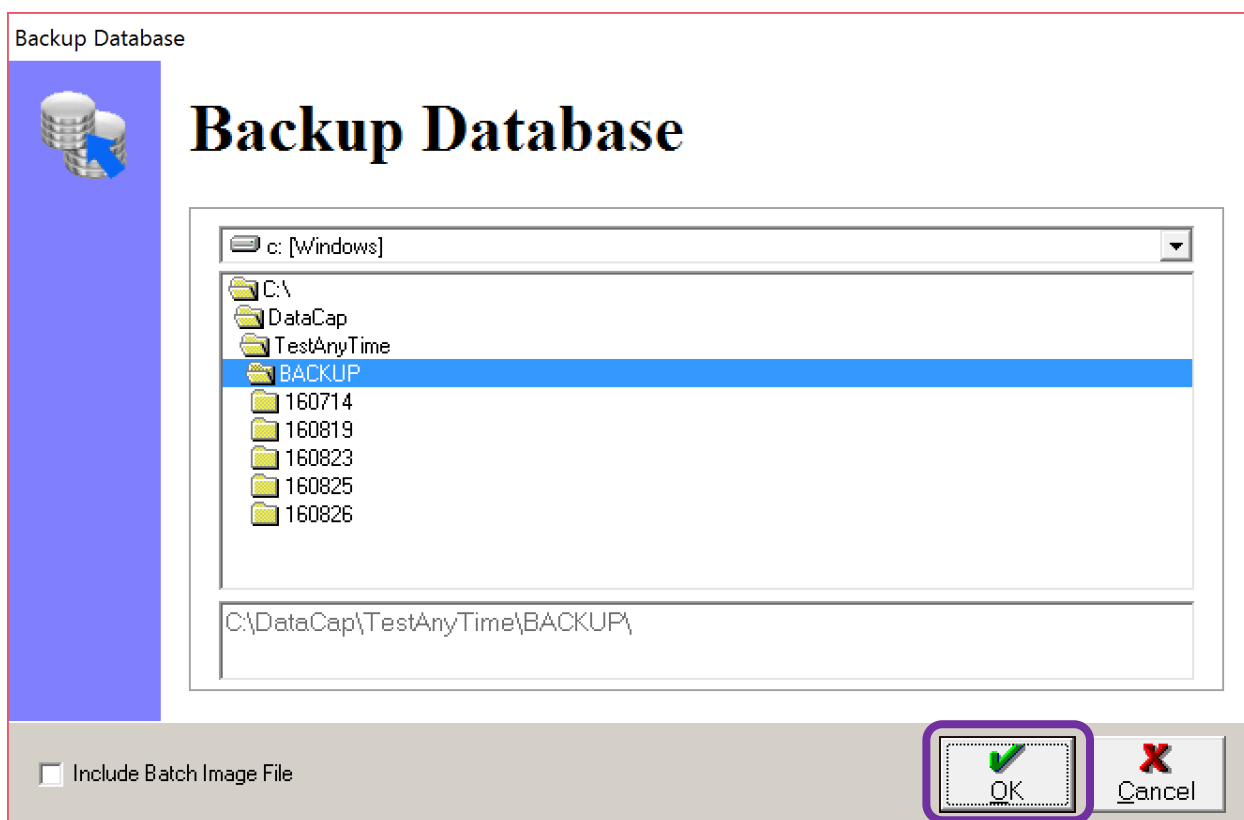 Backup Database
Backup Database
c: [Windows]
C:\
DataCap
TestAnyTime
BACKUP
160714
160819
160823
160825
160826
C:\DataCap\TestAnyTime\BACKUP\
Include Batch Image File
OK
Cancel